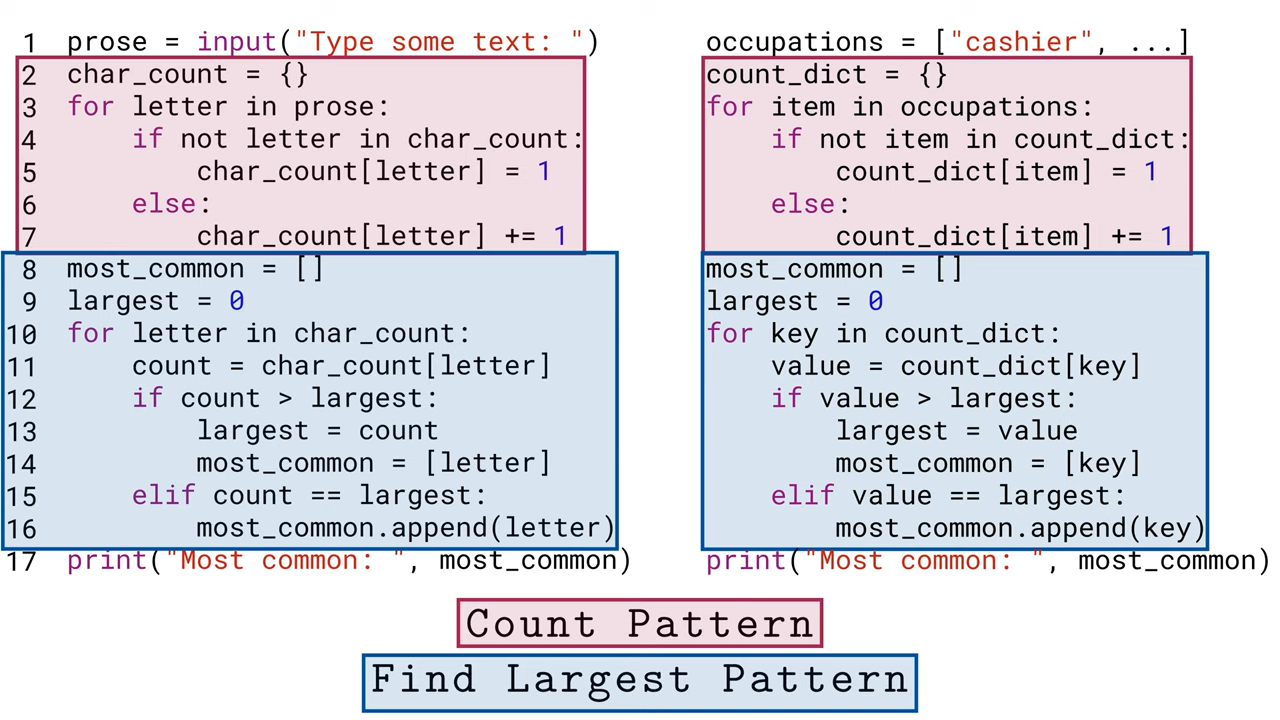 1 prose = input("Type some text: ")
2 char_count = {}
3 for letter in prose:
4 if not letter in char_count:
5 char_count[letter] = 1
6 else:
7 char_count[letter] += 1
8 most_common = []
9 largest = 0
10 for letter in char_count:
11 count = char_count[letter]
12 if count > largest:
13 largest = count
14 most_common = [letter]
15 elif count == largest:
16 most_common.append(letter)
17 print("Most common: ", most_common)
occupations = ["cashier", ...]
count_dict = {}
for item in occupations:
if not item in count_dict:
count_dict[item] = 1
else:
count_dict[item] += 1
most_common = []
largest = 0
for key in count_dict:
value = count_dict[key]
if value > largest:
largest = value
most_common = [key]
elif value == largest:
most_common.append(key)
print("Most common: ", most_common)
Count Pattern
Find Largest Pattern